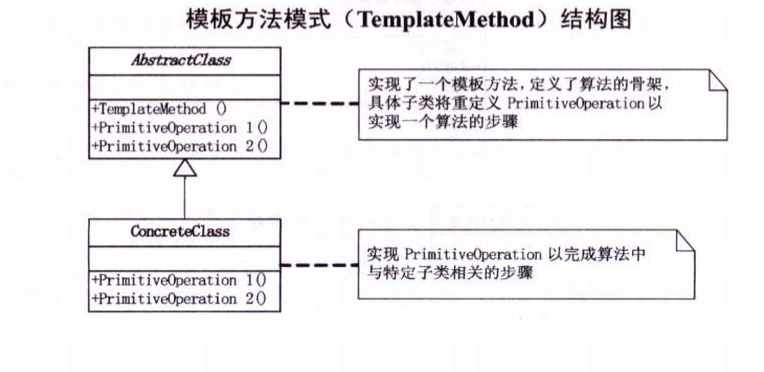 模板方法模式（TemplateMethod）结构图
AbstractClass
+TemplateMethod ()
+PrimitiveOperation 1()
+PrimitiveOperation 2()
实现了一个模板方法，定义了算法的骨架，
具体子类将重定义 PrimitiveOperation 以
实现一个算法的步骤
ConcreteClass
+PrimitiveOperation 1()
+PrimitiveOperation 2()
实现 PrimitiveOperation 以完成算法中
与特定子类相关的步骤